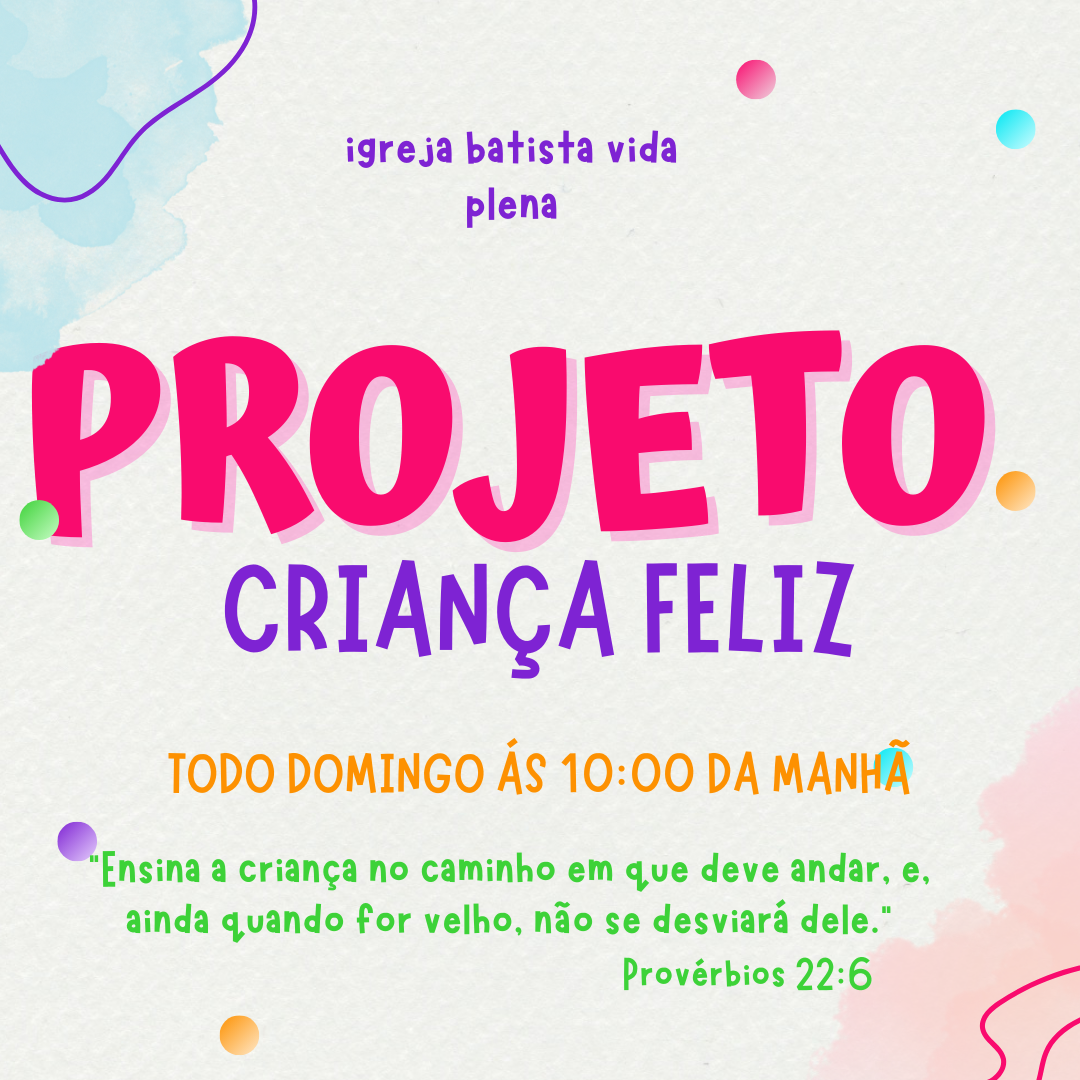 igreja batista vida
plena
PROJETO
CRIANÇA FELIZ
TODO DOMINGO ÁS 10:00 DA MANHÃ
"Ensina a criança no caminho em que deve andar, e,
ainda quando for velho, não se desviará dele."
Provérbios 22:6